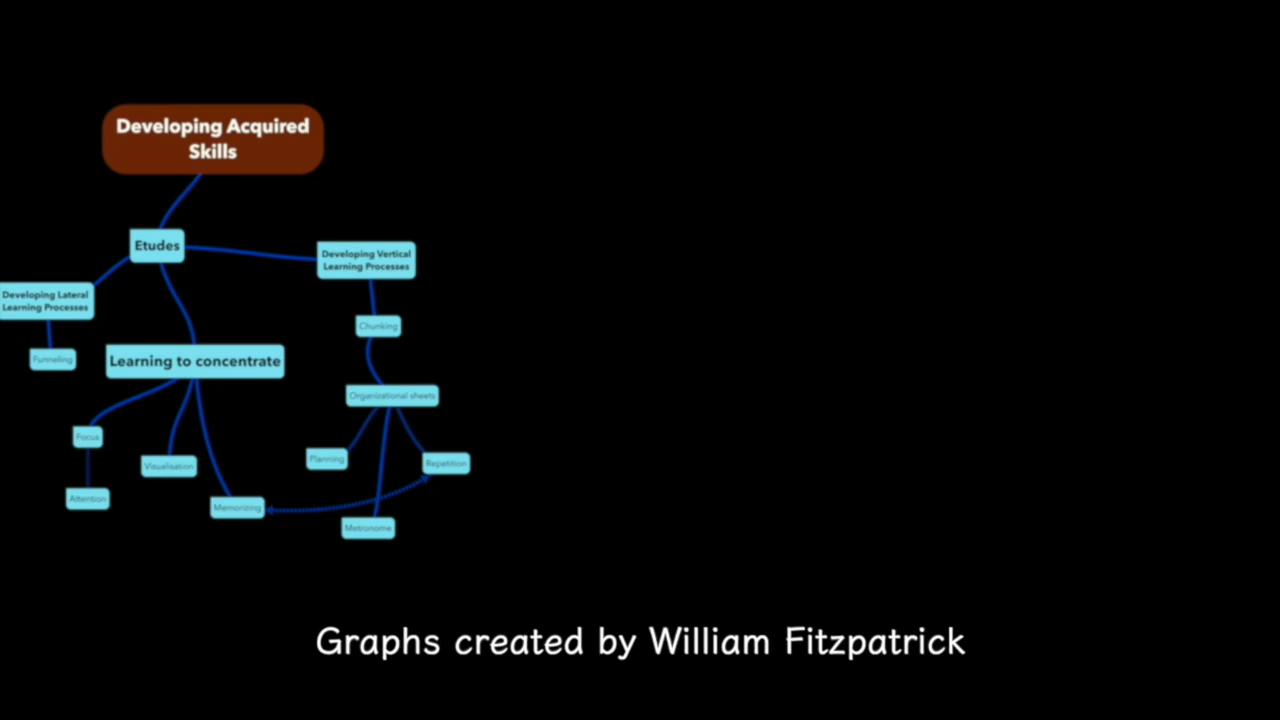 Developing Acquired
Skills
Etudes
Developing Vertical
Learning Processes
Developing Lateral
Learning Processes
Chunking
Funneling
Learning to concentrate
Organizational sheets
Focus
Visualisation
Planning
Repetition
Attention
Memorizing
Metronome
Graphs created by William Fitzpatrick